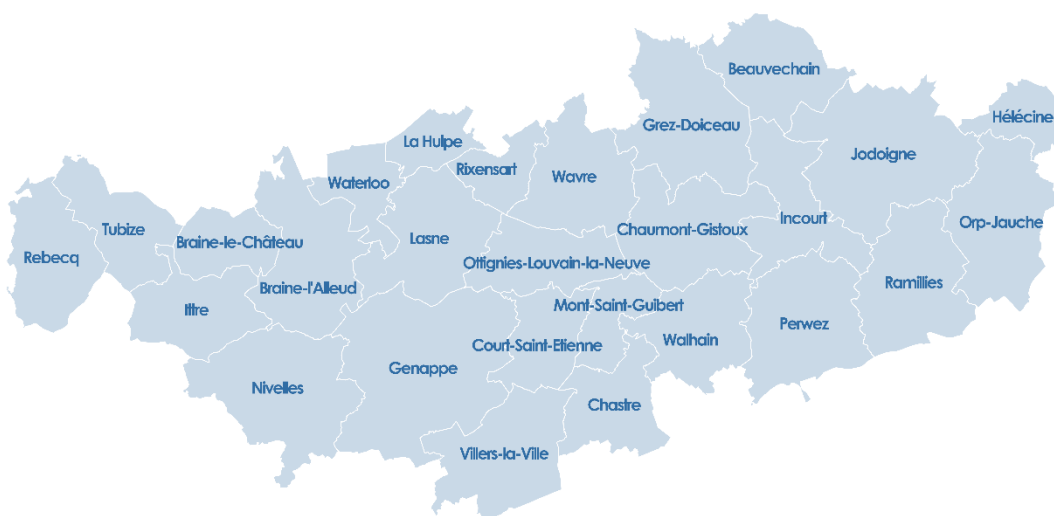 Beauvechain
Hélécine
Grez-Doiceau
La Hulpe
Jodoigne
Rixensart
Wavre
Waterloo
Incourt
Orp-Jauche
Tubize
Chaumont-Gistoux
Braine-le-Château
Lasne
Rebecq
Ottignies-Louvain-la-Neuve
Ramillies
Braine-l'Alleud
Mont-Saint-Guibert
Ittre
Perwez
Walhain
Court-Saint-Etienne
Genappe
Nivelles
Chastre
Villers-la-Ville